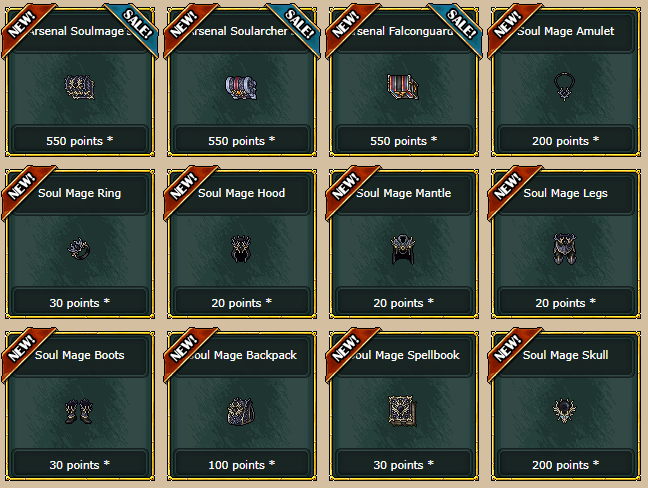 NEW!
SALE!
Arsenal Soulmage
550 points *
NEW!
SALE!
Arsenal Soularcher
550 points *
NEW!
SALE!
Arsenal Falconguard
550 points *
NEW!
Soul Mage Amulet
200 points *
NEW!
Soul Mage Ring
30 points *
NEW!
Soul Mage Hood
20 points *
NEW!
Soul Mage Mantle
20 points *
NEW!
Soul Mage Legs
20 points *
NEW!
Soul Mage Boots
30 points *
NEW!
Soul Mage Backpack
100 points *
NEW!
Soul Mage Spellbook
30 points *
NEW!
Soul Mage Skull
200 points *